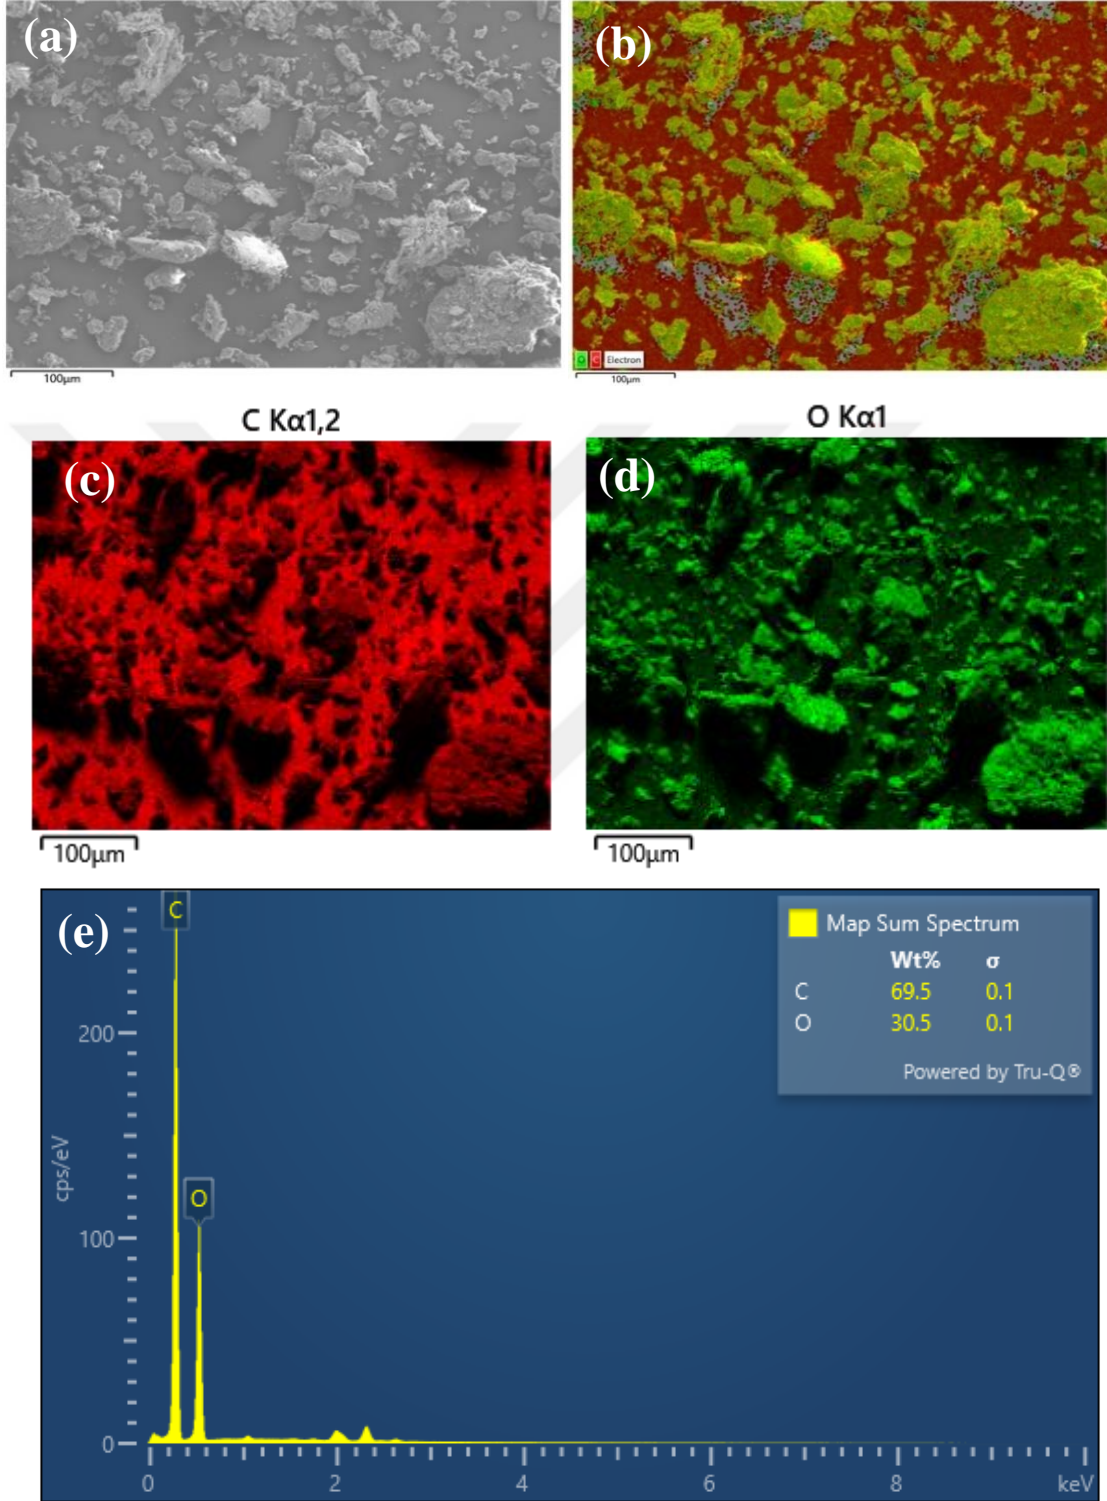 (a)
100μm
(b)
O C Electron
100μm
C Kα1,2
(c)
100μm
O Kα1
(d)
100μm
(e)
C
O
Map Sum Spectrum
Wt% σ
C 69.5 0.1
O 30.5 0.1
Powered by Tru-Q®
cps/eV
200
100
0
0 2 4 6 8 keV